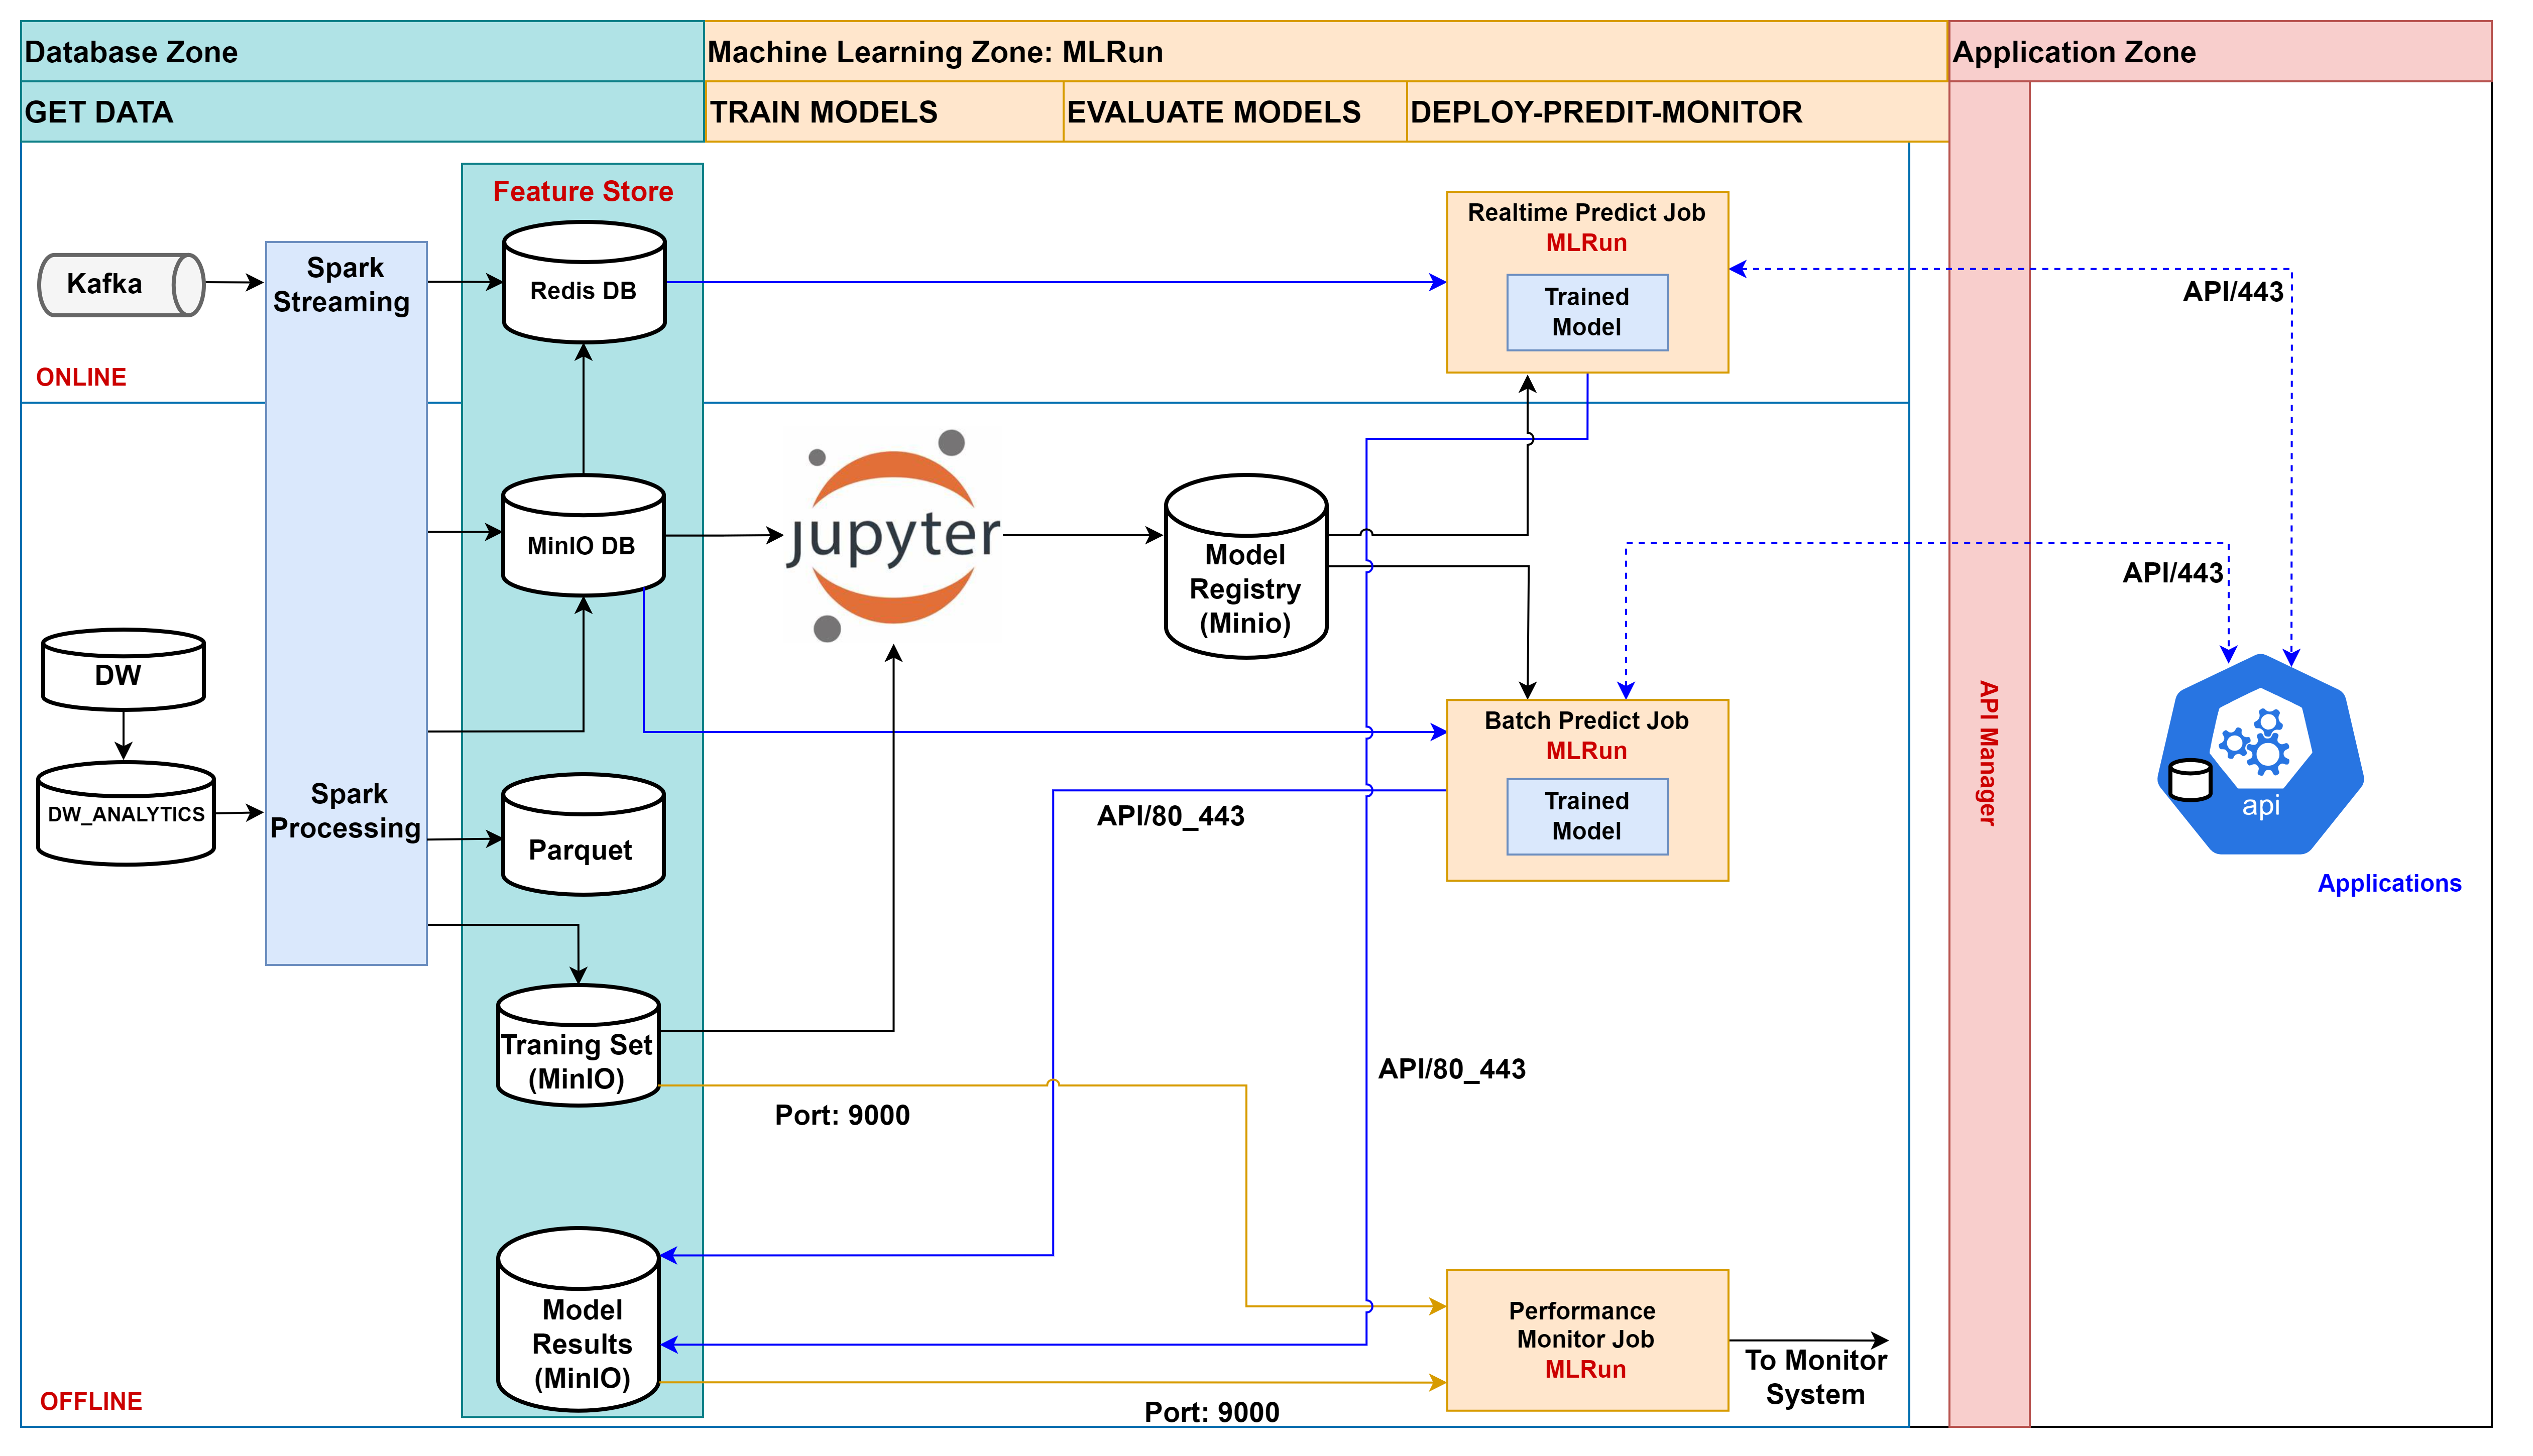 Database Zone
Machine Learning Zone: MLRun
Application Zone
GET DATA
TRAIN MODELS
EVALUATE MODELS
DEPLOY-PREDIT-MONITOR
Feature Store
Kafka
Spark
Streaming
Redis DB
Realtime Predict Job
MLRun
Trained
Model
API/443
ONLINE
MinIO DB
jupyter
Model
Registry
(Minio)
API/443
DW
DW_ANALYTICS
Spark
Processing
Parquet
API/80_443
Batch Predict Job
MLRun
Trained
Model
API Manager
api
Applications
Traning Set
(MinIO)
API/80_443
Port: 9000
Model
Results
(MinIO)
Performance
Monitor Job
MLRun
To Monitor
System
OFFLINE
Port: 9000